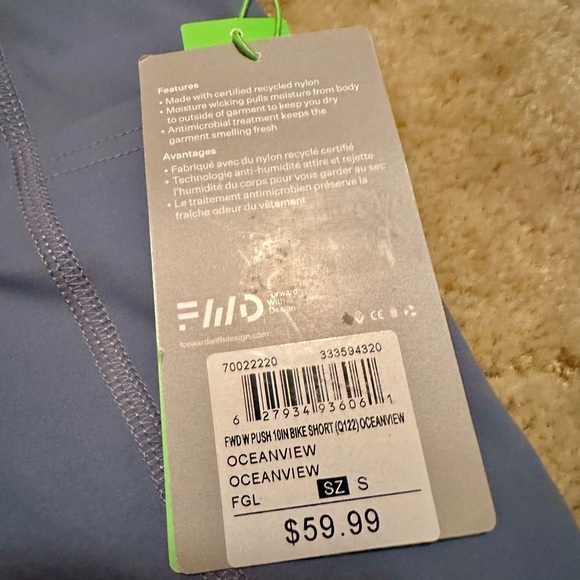 Features
• Made with certified recycled nylon
• Moisture wicking pulls moisture from body
to outside of garment to keep you dry
• Antimicrobial treatment keeps the
garment smelling fresh
Avantages
• Fabriqué avec du nylon recyclé certifié
• Technologie anti-humidité attire et rejette
l'humidité du corps pour vous garder au sec
• Le traitement antimicrobien préserve la
fraîche odeur du vêtement
FWD Forward
With
Design
forwardwithdesign.com
CE
70022220 333594320
6 27934 93606 1
FWD W PUSH 10IN BIKE SHORT (Q122) OCEANVIEW
OCEANVIEW
OCEANVIEW
FGL SZ S
$59.99